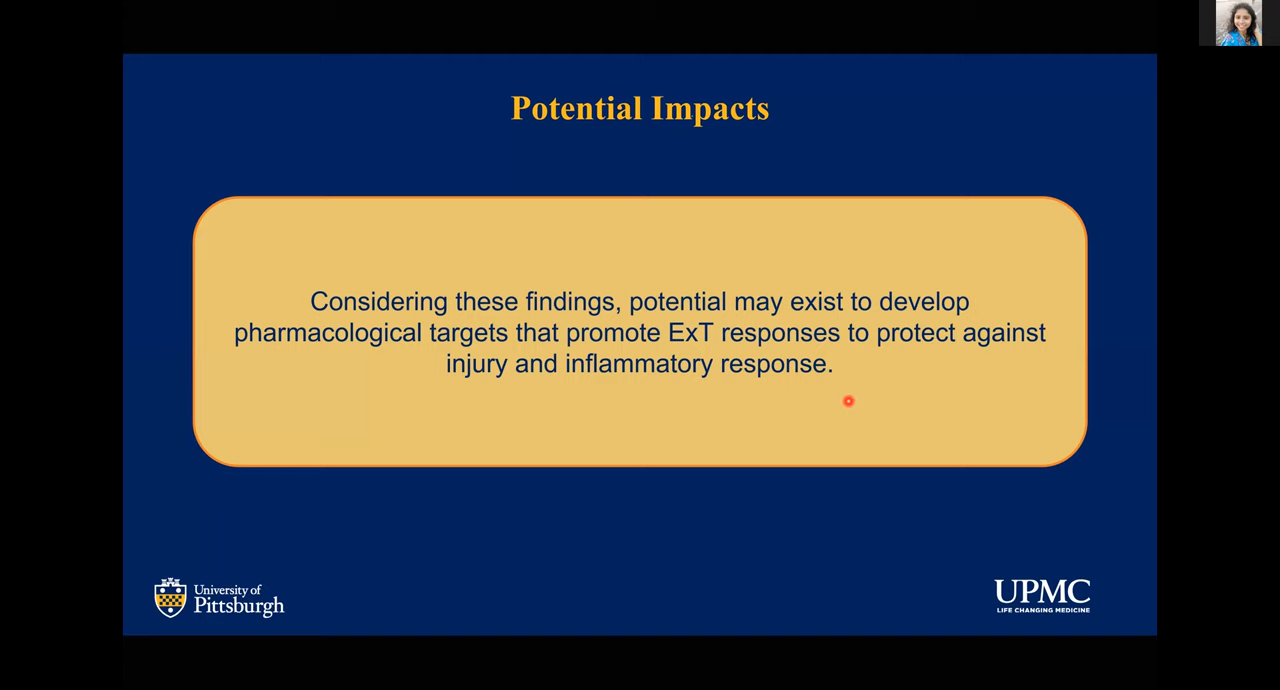 Potential Impacts
Considering these findings, potential may exist to develop
pharmacological targets that promote ExT responses to protect against
injury and inflammatory response.
University of
Pittsburgh
UPMC
LIFE CHANGING MEDICINE